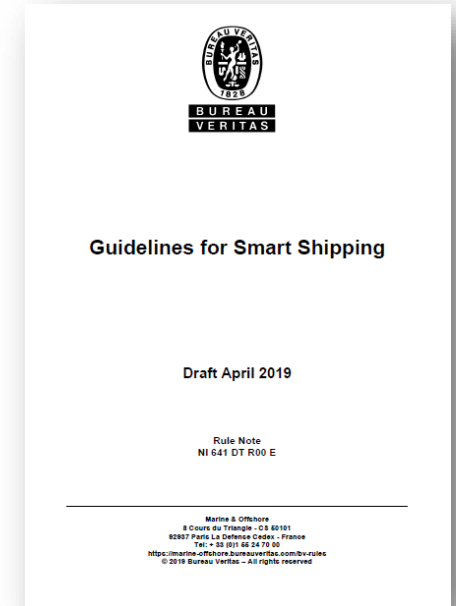 BUREAU VERITAS
1828
BUREAU
VERITAS
Guidelines for Smart Shipping
Draft April 2019
Rule Note
NI 641 DT R00 E
Marine & Offshore
8 Cours du Triangle - CS 50101
92937 Paris La Defense Cedex - France
Tel: + 33 (0)1 55 24 70 00
https://marine-offshore.bureauveritas.com/bv-rules
© 2019 Bureau Veritas – All rights reserved